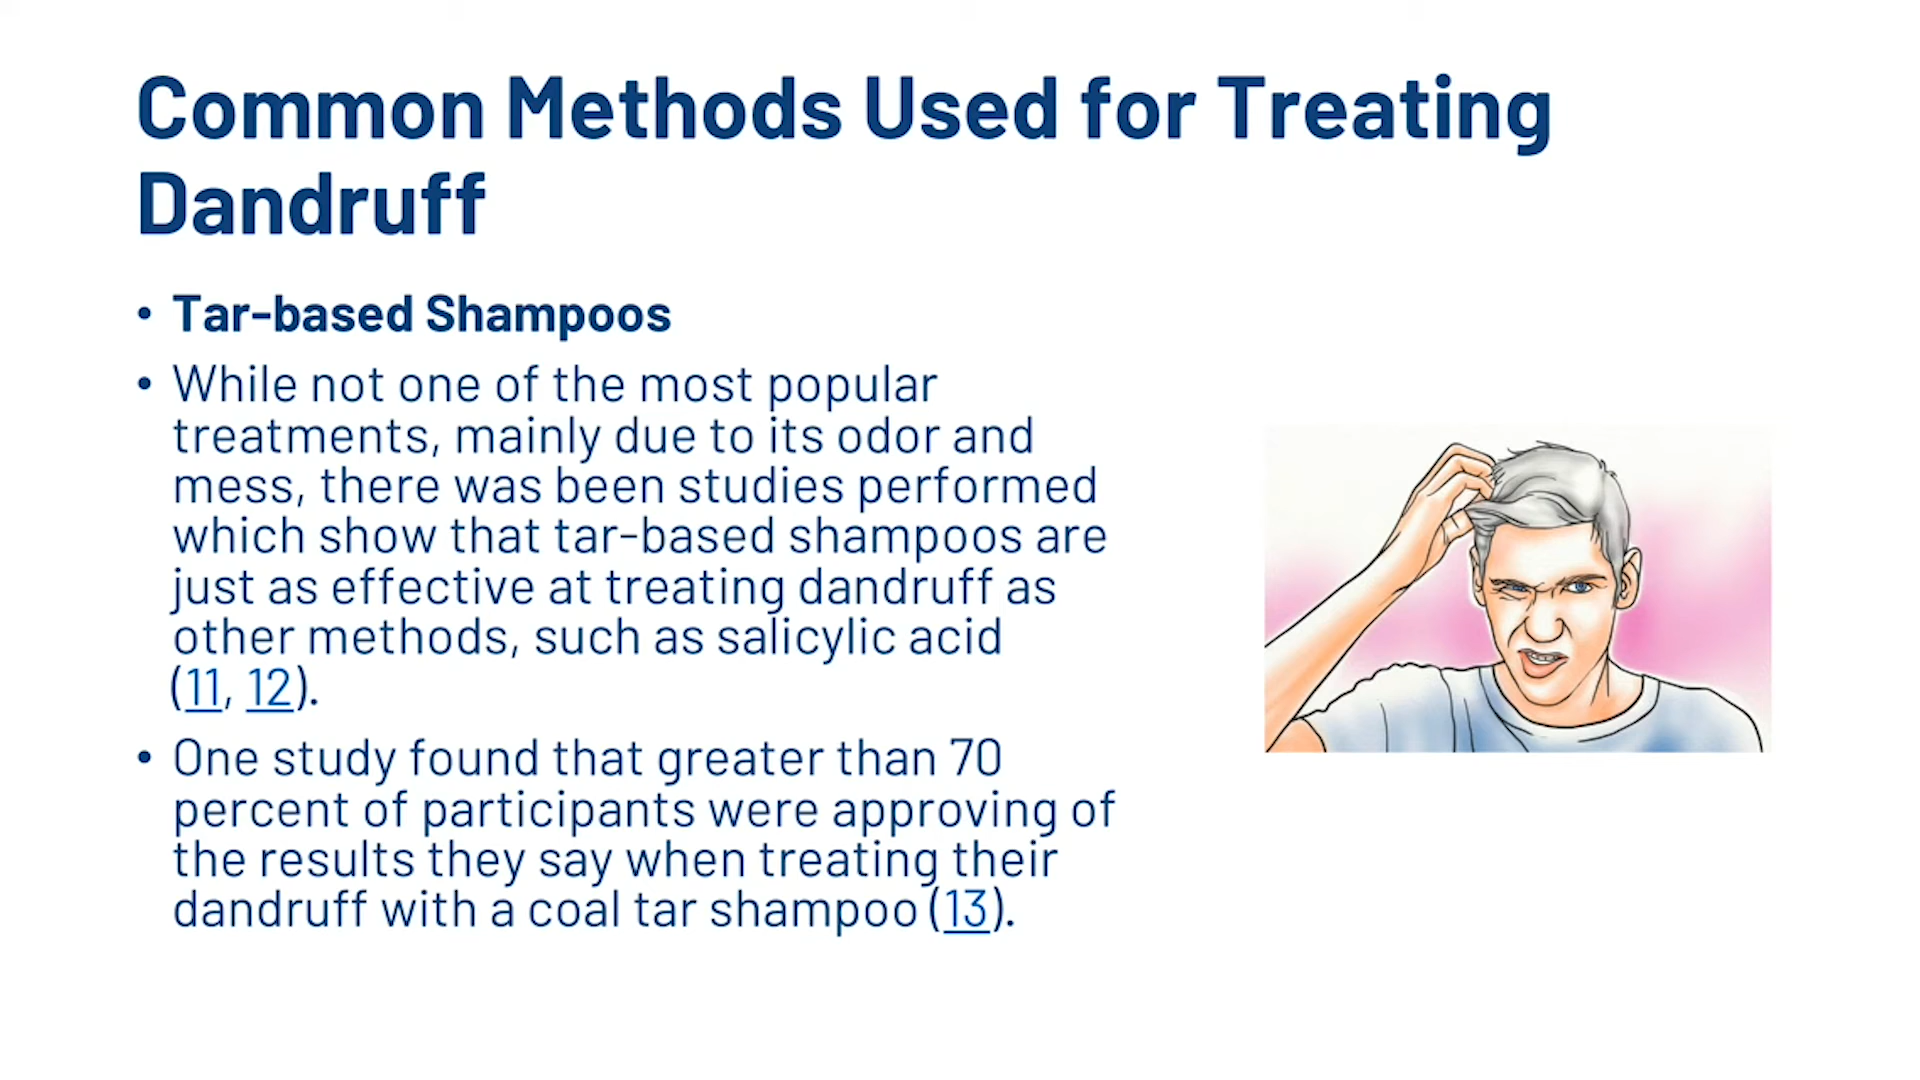 Common Methods Used for Treating
Dandruff
• Tar-based Shampoos
• While not one of the most popular
treatments, mainly due to its odor and
mess, there was been studies performed
which show that tar-based shampoos are
just as effective at treating dandruff as
other methods, such as salicylic acid
(11, 12).
• One study found that greater than 70
percent of participants were approving of
the results they say when treating their
dandruff with a coal tar shampoo (13).